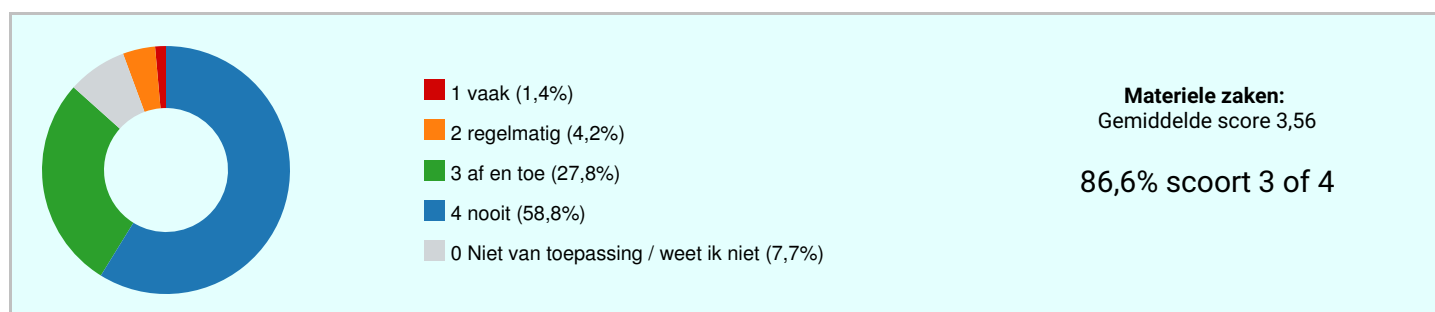 1 vaak (1,4%)
2 regelmatig (4,2%)
3 af en toe (27,8%)
4 nooit (58,8%)
0 Niet van toepassing / weet ik niet (7,7%)
Materiele zaken:
Gemiddelde score 3,56
86,6% scoort 3 of 4